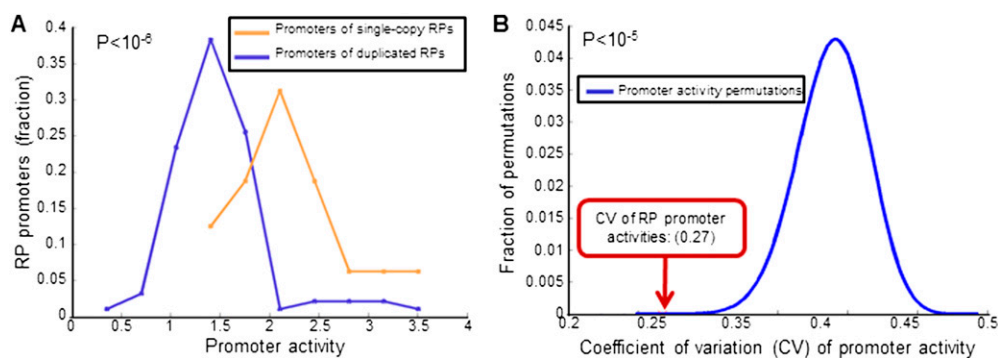 A
P<10⁻⁶
Promoters of single-copy RPs
Promoters of duplicated RPs
RP promoters (fraction)
0.4
0.35
0.3
0.25
0.2
0.15
0.1
0.05
0
0 0.5 1 1.5 2 2.5 3 3.5 4
Promoter activity
B
P<10⁻⁵
Promoter activity permutations
CV of RP promoter
activities: (0.27)
Fraction of permutations
0.045
0.04
0.035
0.03
0.025
0.02
0.0015
0.01
0.005
0
0.2 0.25 0.35 0.4 0.45 0.5
Coefficient of variation (CV) of promoter activity